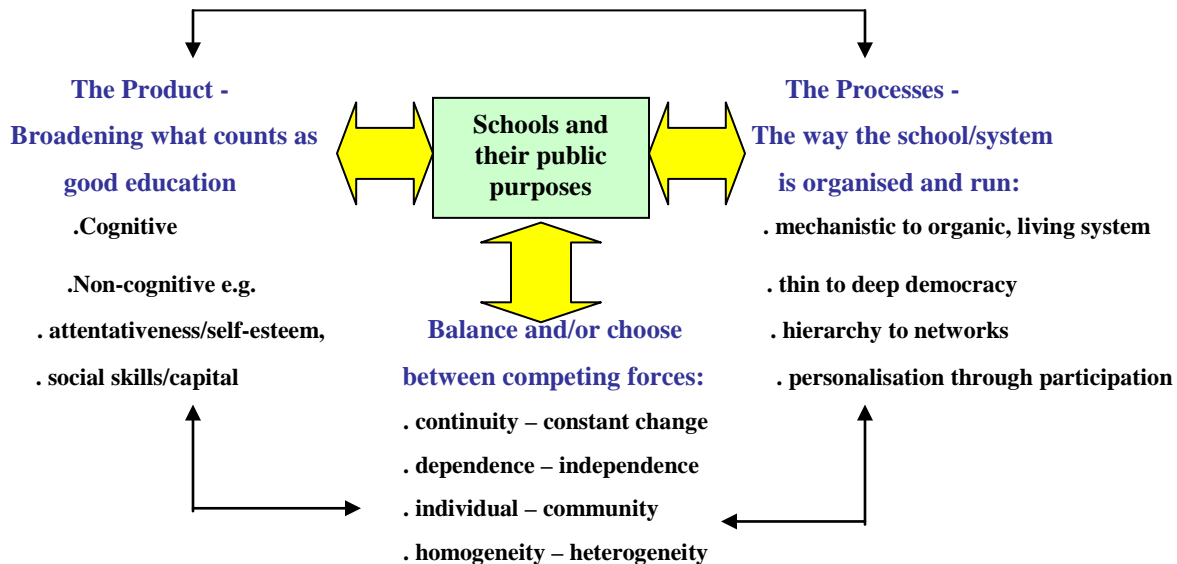 The Product -
Broadening what counts as
good education
.Cognitive
.Non-cognitive e.g.
. attentativeness/self-esteem,
. social skills/capital
Schools and
their public
purposes
The Processes -
The way the school/system
is organised and run:
. mechanistic to organic, living system
. thin to deep democracy
. hierarchy to networks
. personalisation through participation
Balance and/or choose
between competing forces:
. continuity – constant change
. dependence – independence
. individual – community
. homogeneity – heterogeneity